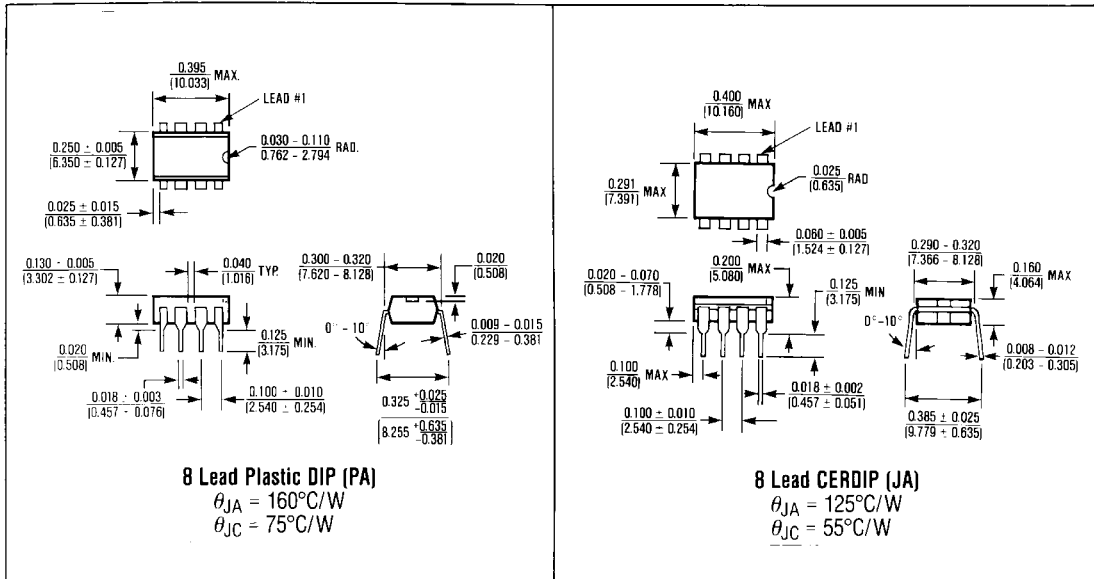 0.395
(10.033)
MAX.
LEAD #1
0.250 ± 0.005
(6.350 ± 0.127)
0.030 - 0.110
0.762 - 2.794
RAD.
0.025 ± 0.015
(0.635 ± 0.381)
0.130 - 0.005
(3.302 ± 0.127)
0.040
(1.016)
TYP.
0.300 - 0.320
(7.620 - 8.128)
0.020
(0.508)
0.125
(3.175)
MIN.
0° - 10°
0.009 - 0.015
0.229 - 0.381
0.020
(0.508)
MIN.
0.018 ± 0.003
(0.457 - 0.076)
0.100 ± 0.010
(2.540 ± 0.254)
0.325 +0.025
-0.015
(8.255 +0.635
-0.381)
8 Lead Plastic DIP (PA)
θJA = 160°C/W
θJC = 75°C/W
0.400
(10.160)
MAX
LEAD #1
0.291
(7.391)
MAX
0.025
(0.635)
RAD
0.060 ± 0.005
(1.524 ± 0.127)
0.020 - 0.070
(0.508 - 1.778)
0.200
(5.080)
MAX
0.125
(3.175)
MIN
0.290 - 0.320
(7.366 - 8.128)
0.160
(4.064)
MAX
0° - 10°
0.008 - 0.012
(0.203 - 0.305)
0.100
(2.540)
MAX
0.018 ± 0.002
(0.457 ± 0.051)
0.100 ± 0.010
(2.540 ± 0.254)
0.385 ± 0.025
(9.779 ± 0.635)
8 Lead CERDIP (JA)
θJA = 125°C/W
θJC = 55°C/W